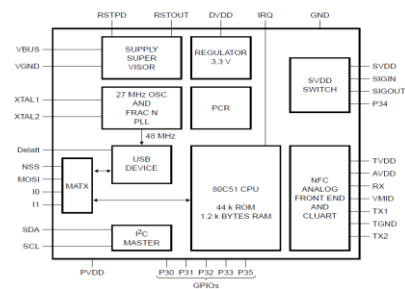 RSTPD RSTOUT DVDD IRQ GND
VBUS
VGND
SUPPLY
SUPER
VISOR
REGULATOR
3.3 V
SVDD
SWITCH
SVDD
SIGIN
SIGOUT
P34
XTAL1
XTAL2
27 MHz OSC
AND
FRAC N
PLL
PCR
48 MHz
Delatt
NSS
MOSI
I0
I1
MATX
USB
DEVICE
80C51 CPU
44 k ROM
1.2 k BYTES RAM
NFC
ANALOG
FRONT END
AND
CLUART
TVDD
AVDD
RX
VMID
TX1
TGND
TX2
SDA
SCL
I2C
MASTER
PVDD P30 P31 P32 P33 P35
GPIOs